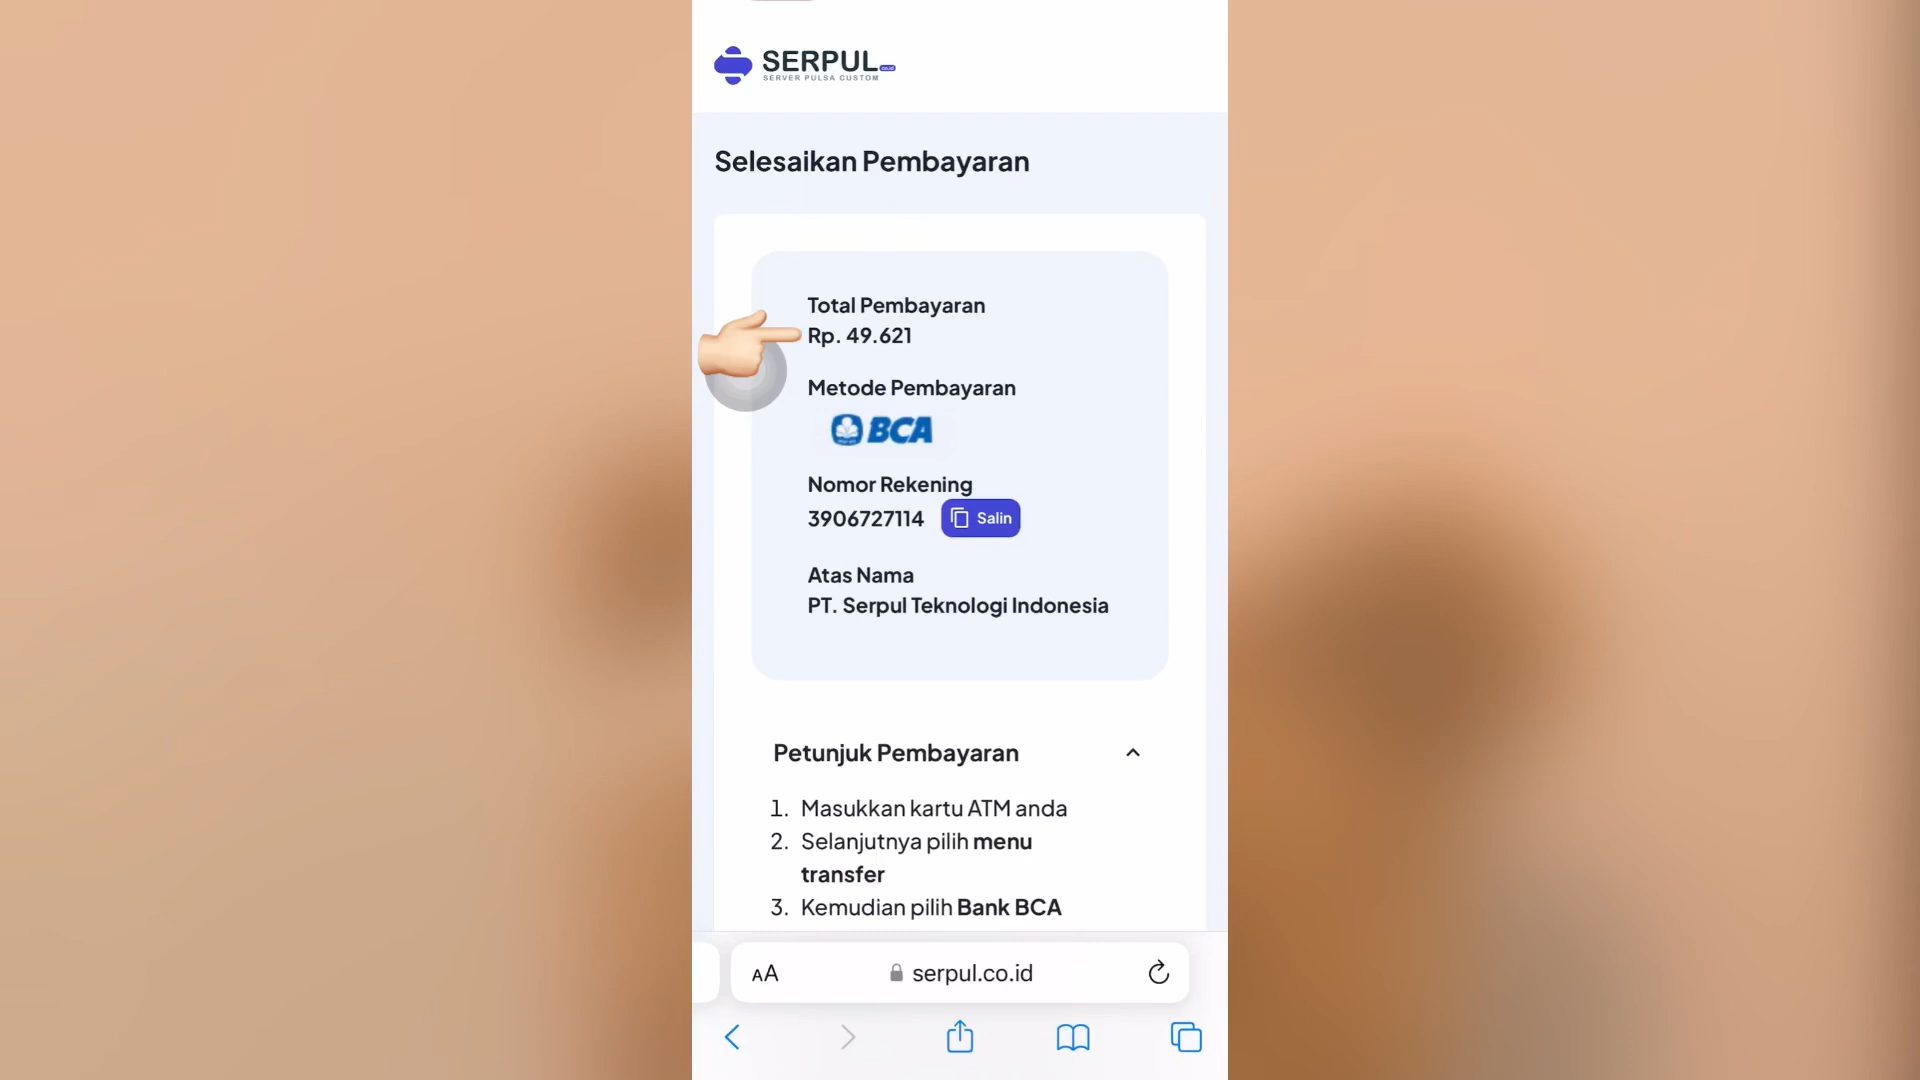 SERPUL
co.id
SERVER PULSA CUSTOM
Selesaikan Pembayaran
Total Pembayaran
Rp. 49.621
Metode Pembayaran
BCA
Nomor Rekening
3906727114
Salin
Atas Nama
PT. Serpul Teknologi Indonesia
Petunjuk Pembayaran
1. Masukkan kartu ATM anda
2. Selanjutnya pilih menu
transfer
3. Kemudian pilih Bank BCA
AA
serpul.co.id